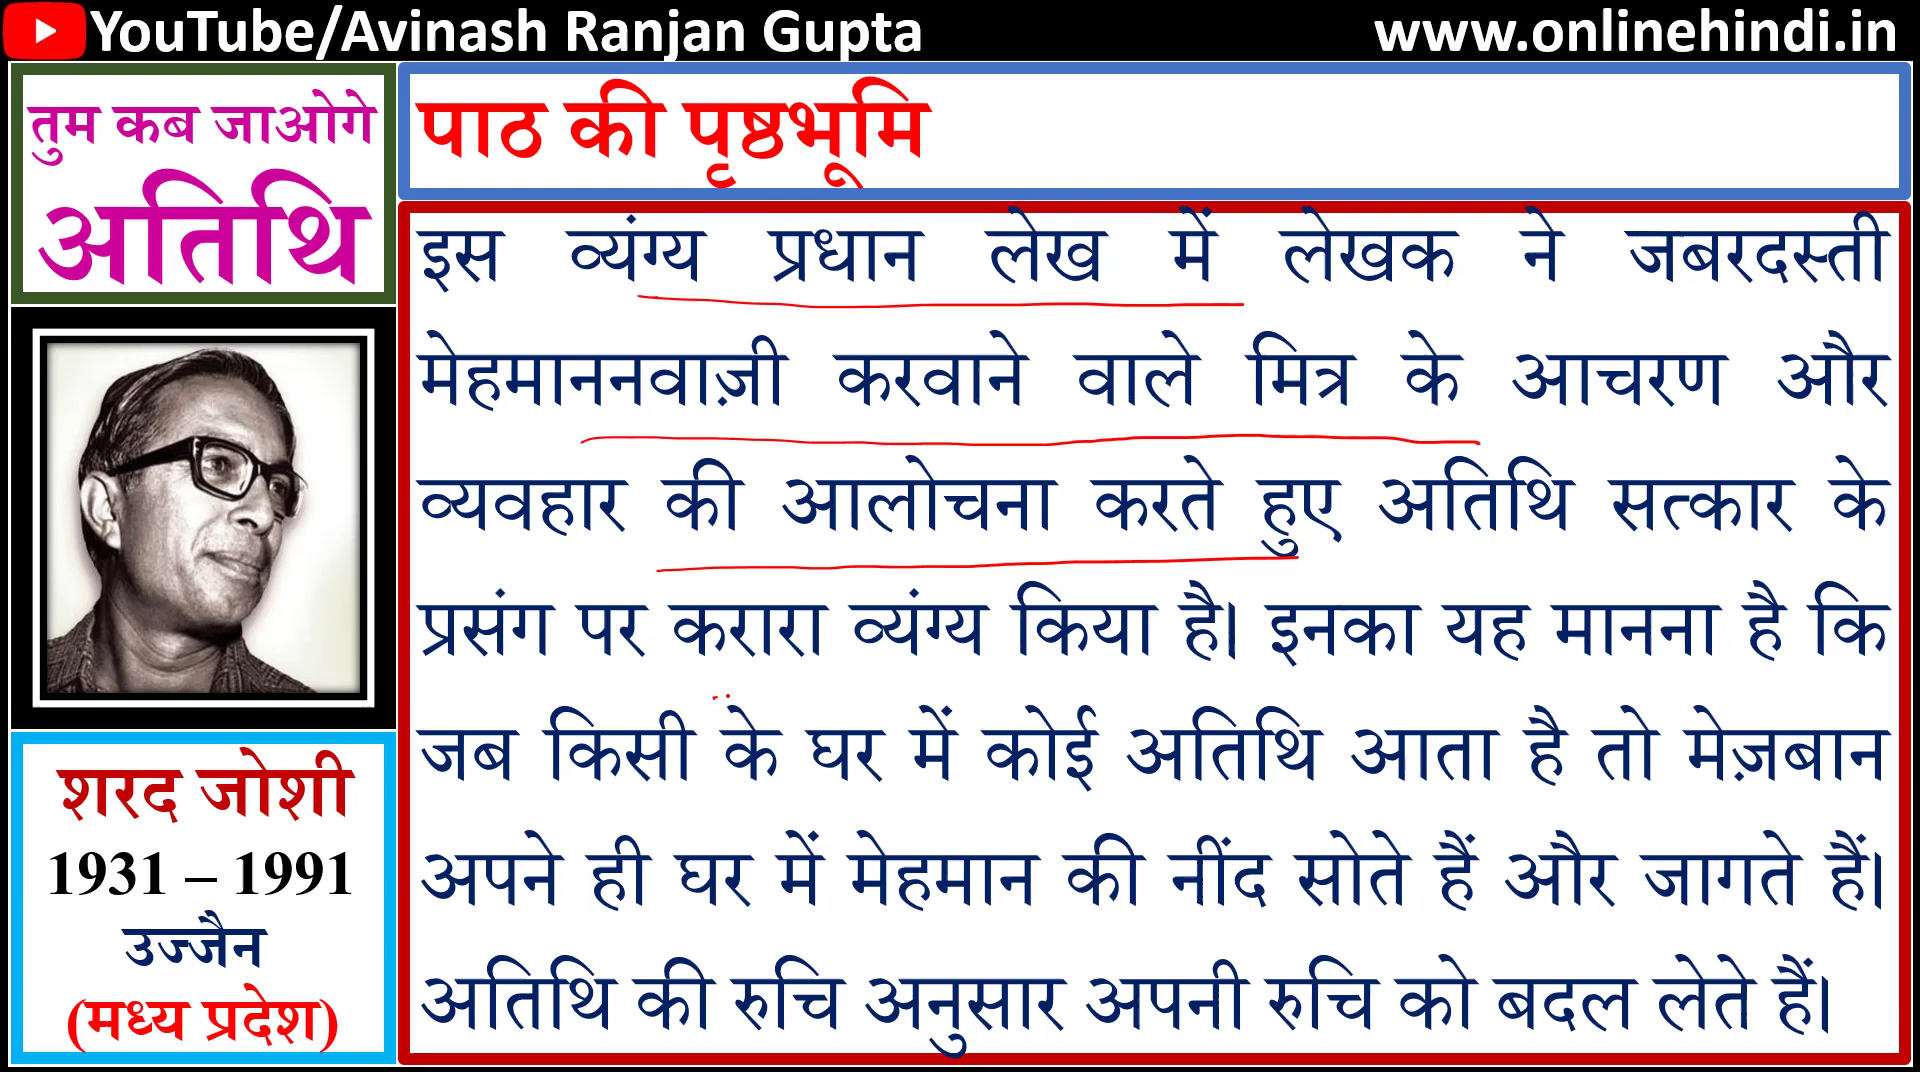 YouTube/Avinash Ranjan Gupta
www.onlinehindi.in
तुम कब जाओगे
अतिथि
पाठ की पृष्ठभूमि
इस व्यंग्य प्रधान लेख में लेखक ने जबरदस्ती
मेहमाननवाज़ी करवाने वाले मित्र के आचरण और
व्यवहार की आलोचना करते हुए अतिथि सत्कार के
प्रसंग पर करारा व्यंग्य किया है। इनका यह मानना है कि
जब किसी के घर में कोई अतिथि आता है तो मेज़बान
अपने ही घर में मेहमान की नींद सोते हैं और जागते हैं।
अतिथि की रुचि अनुसार अपनी रुचि को बदल लेते हैं।
शरद जोशी
1931 – 1991
उज्जैन
(मध्य प्रदेश)